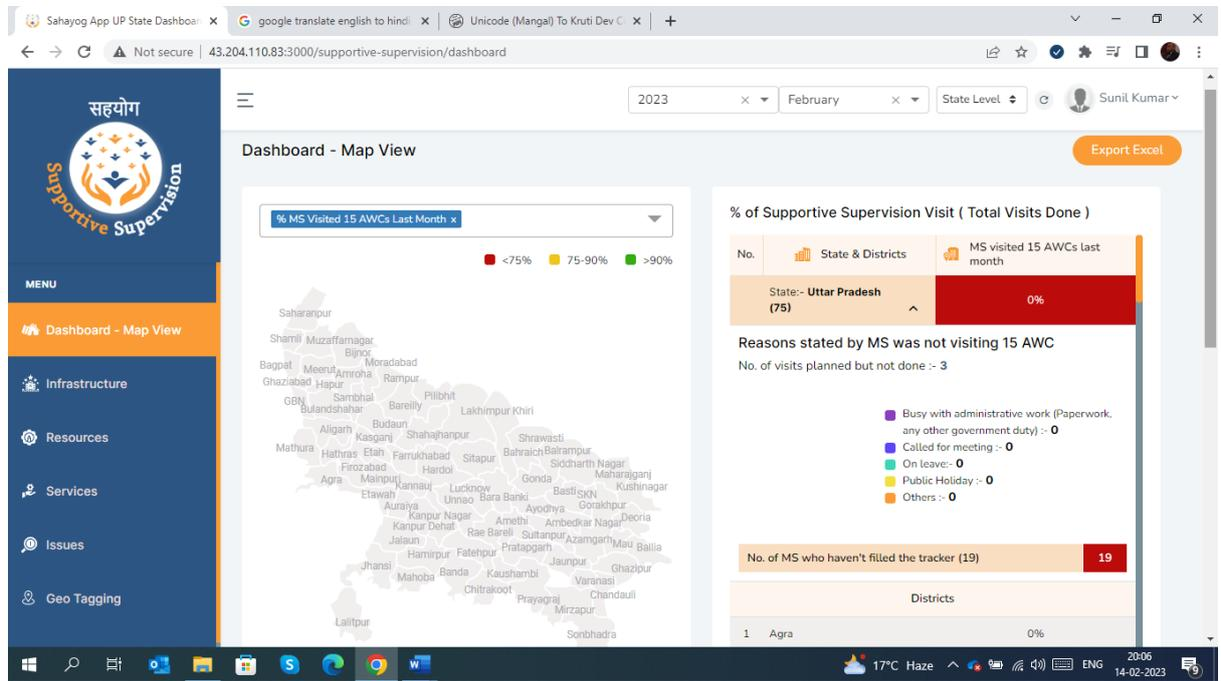 Sahayog App UP State Dashboar
google translate english to hindi
Unicode (Mangal) To Kruti Dev C
Not secure | 43.204.110.83:3000/supportive-supervision/dashboard
सहयोग
Supportive Supervision
MENU
Dashboard - Map View
Infrastructure
Resources
Services
Issues
Geo Tagging
2023
February
State Level
Sunil Kumar
Dashboard - Map View
Export Excel
% MS Visited 15 AWCs Last Month x
<75%
75-90%
>90%
Saharanpur
Shamli Muzaffarnagar
Bijnor
Bagpat Meerut Amroha Moradabad
Ghaziabad Hapur Rampur
GBN Sambhal Pilibhit
Bulandshahar Bareilly Lakhimpur Khiri
Aligarh Budaun
Kasganj Shahajhanpur Shrawasti
Mathura Hathras Etah Farrukhabad Sitapur Bahraich Balrampur
Firozabad Hardoi Siddharth Nagar
Agra Mainpuri Gonda Maharajganj
Kannauj Lucknow Kushinagar
Etawah Unnao Bara Banki Basti SKN
Auraiya Ayodhya Gorakhpur
Kanpur Nagar Amethi Ambedkar Nagar Deoria
Kanpur Dehat Rae Bareli Sultanpur
Jalaun Pratapgarh Azamgarh Mau Ballia
Hamirpur Fatehpur Jaunpur
Jhansi Banda Kaushambi Ghazipur
Mahoba Varanasi
Chitrakoot Prayagraj Chandauli
Mirzapur
Lalitpur
Sonbhadra
% of Supportive Supervision Visit ( Total Visits Done )
No.
State & Districts
MS visited 15 AWCs last
month
State:- Uttar Pradesh
(75)
0%
Reasons stated by MS was not visiting 15 AWC
No. of visits planned but not done :- 3
Busy with administrative work (Paperwork,
any other government duty) :- 0
Called for meeting :- 0
On leave:- 0
Public Holiday :- 0
Others :- 0
No. of MS who haven't filled the tracker (19)
19
Districts
1 Agra 0%
17°C Haze
ENG
20:06
14-02-2023
9